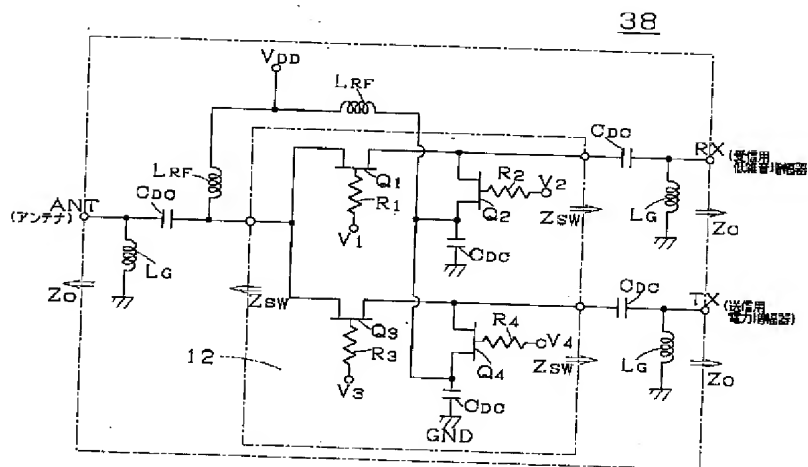 38
VDD
LRF
LRF
CDC
RX (受信用
低雑音増幅器)
ANT
(アンテナ)
CDC
Q1
R1
V1
R2
V2
Q2
ZSW
LG
ZO
LG
ZO
CDC
ZSW
CDC
TX (送信用
電力増幅器)
Q3
R3
V3
R4
V4
Q4
ZSW
LG
ZO
12
CDC
GND